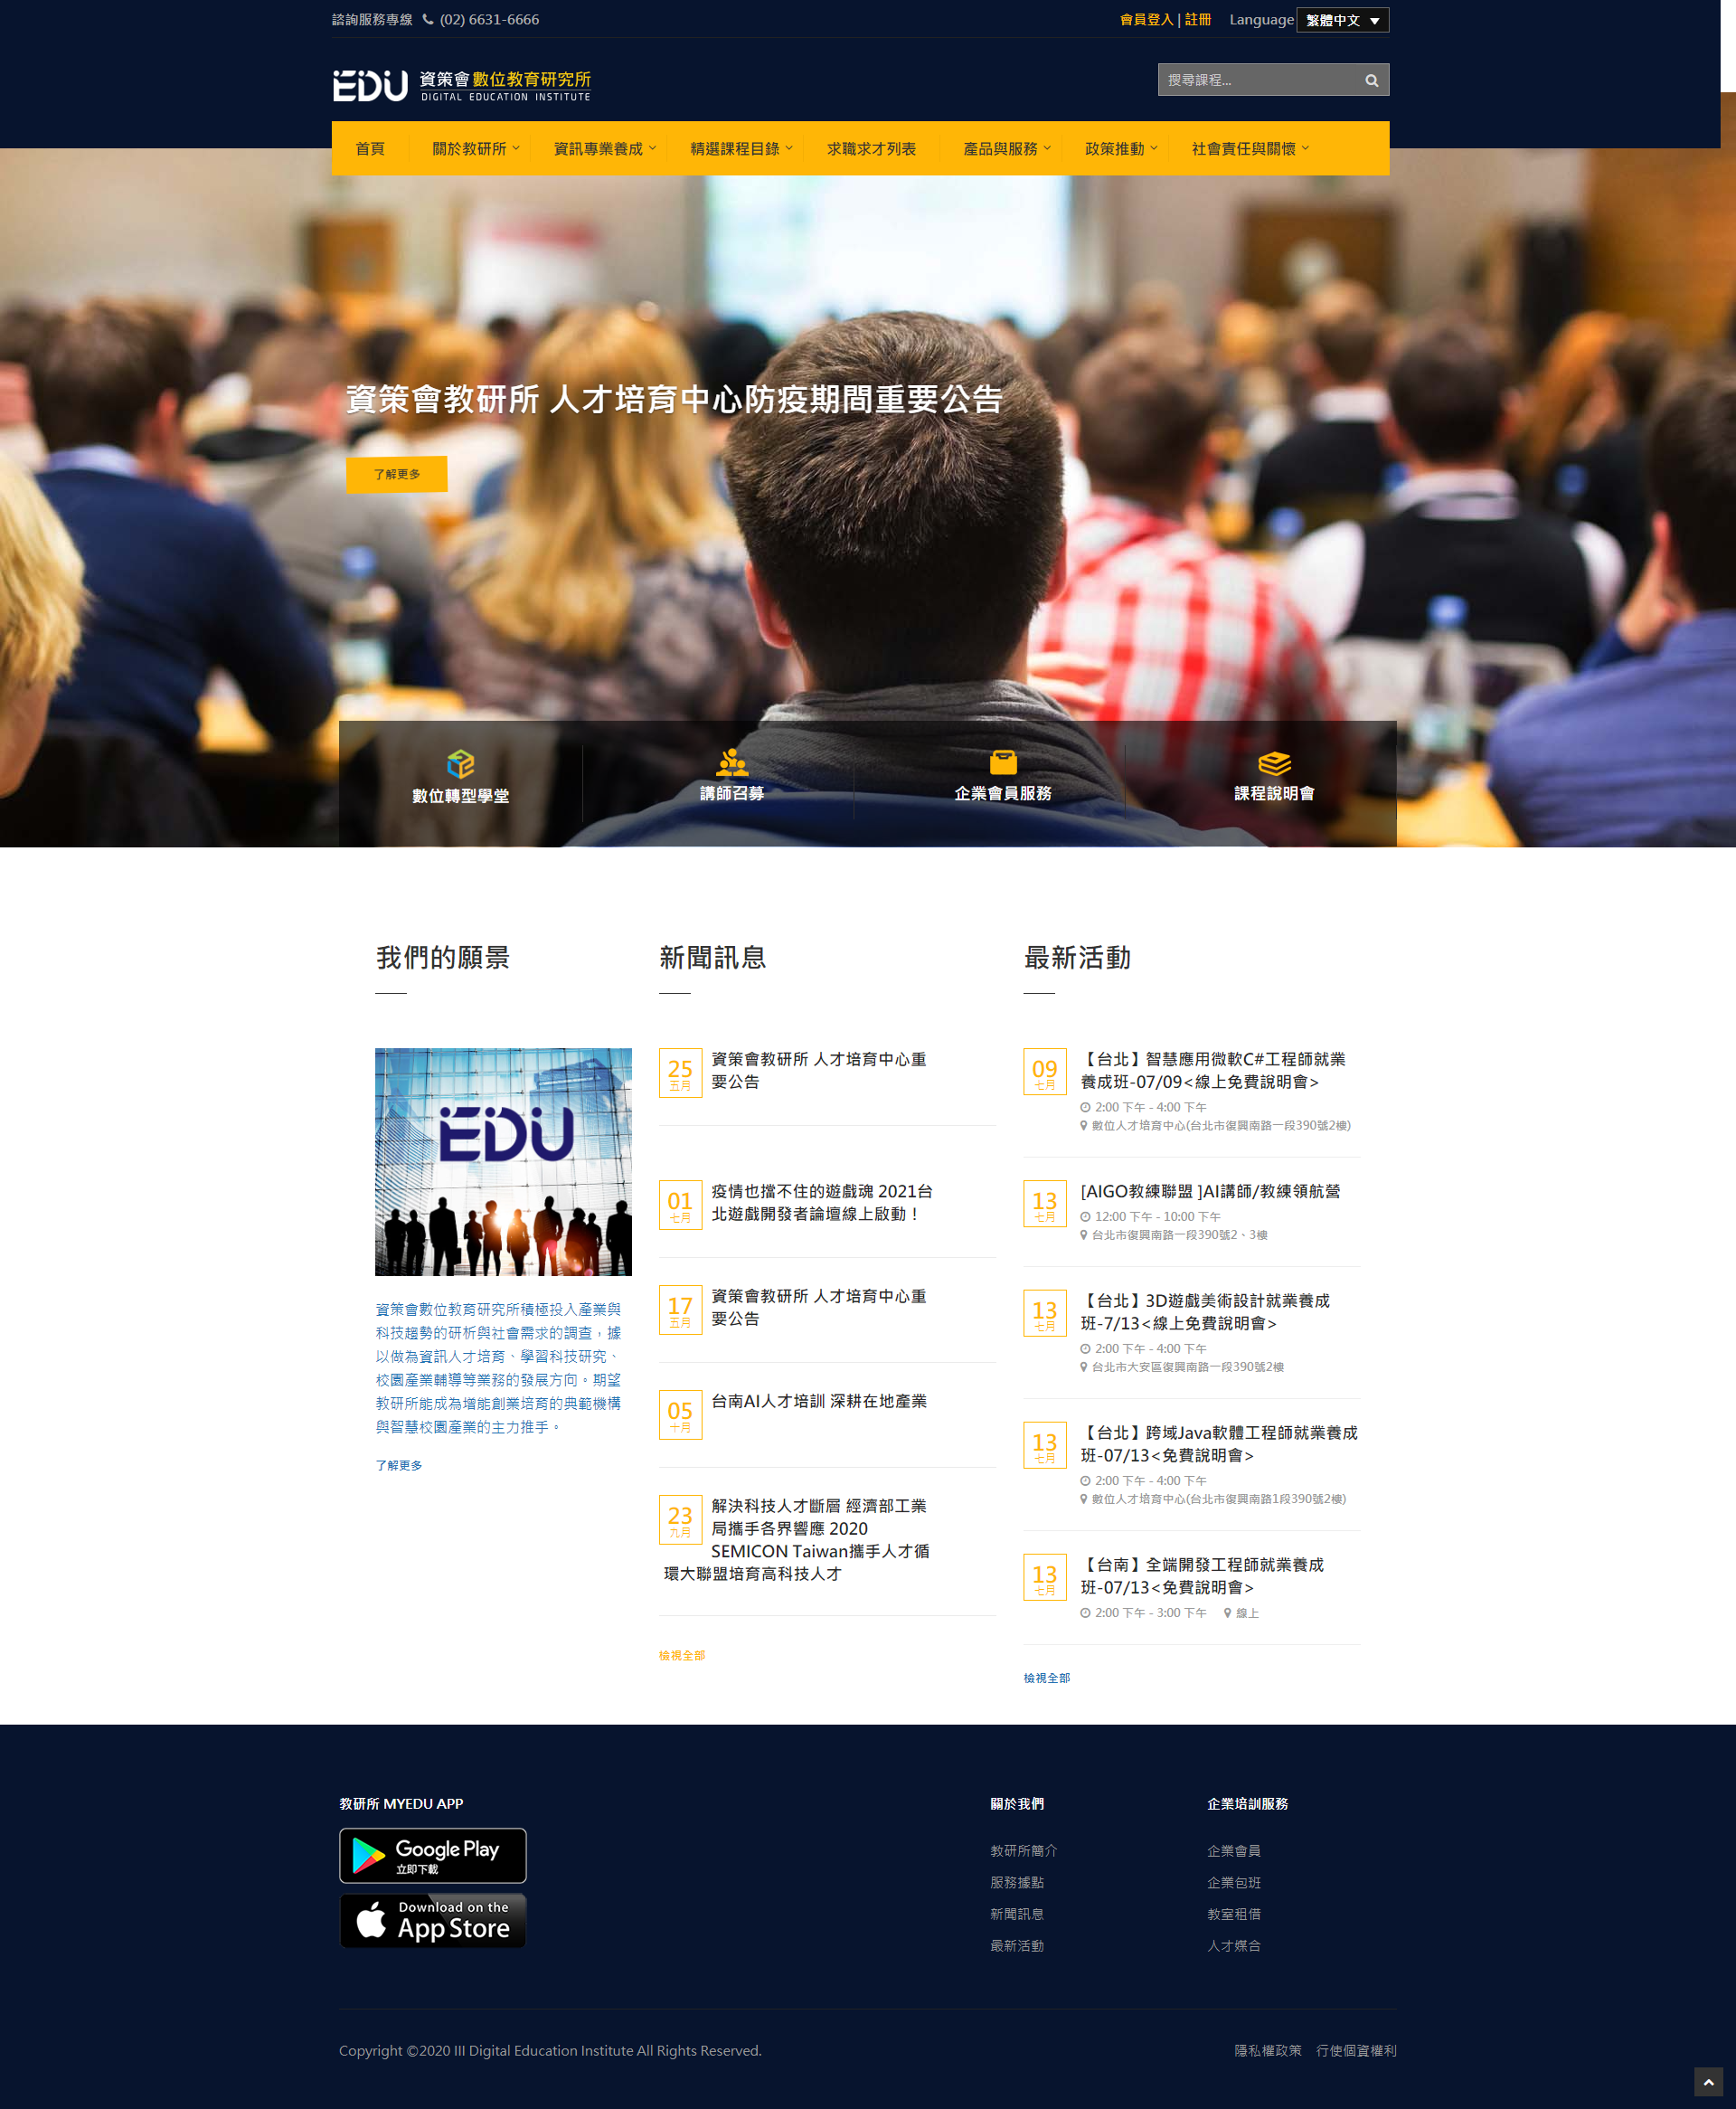 諮詢服務專線 (02) 6631-6666
會員登入 | 註冊 Language 繁體中文
EDU 資策會 數位教育研究所
DIGITAL EDUCATION INSTITUTE
搜尋課程...
首頁 關於教研所 資訊專業養成 精選課程目錄 求職求才列表 產品與服務 政策推動 社會責任與關懷
資策會教研所 人才培育中心防疫期間重要公告
了解更多
數位轉型學堂 講師召募 企業會員服務 課程說明會
我們的願景
EDU
資策會數位教育研究所積極投入產業與
科技趨勢的研析與社會需求的調查，據
以做為資訊人才培育、學習科技研究、
校園產業輔導等業務的發展方向。期望
教研所能成為增能創業培育的典範機構
與智慧校園產業的主力推手。
了解更多
新聞訊息
25
五月
資策會教研所 人才培育中心重
要公告
01
七月
疫情也擋不住的遊戲魂 2021台
北遊戲開發者論壇線上啟動！
17
五月
資策會教研所 人才培育中心重
要公告
05
十月
台南AI人才培訓 深耕在地產業
23
九月
解決科技人才斷層 經濟部工業
局攜手各界響應 2020
SEMICON Taiwan攜手人才循
環大聯盟培育高科技人才
檢視全部
最新活動
09
七月
【台北】智慧應用微軟C#工程師就業
養成班-07/09<線上免費說明會>
2:00 下午 - 4:00 下午
數位人才培育中心(台北市復興南路一段390號2樓)
13
七月
[AIGO教練聯盟 ]AI講師/教練領航營
12:00 下午 - 10:00 下午
台北市復興南路一段390號2、3樓
13
七月
【台北】3D遊戲美術設計就業養成
班-7/13<線上免費說明會>
2:00 下午 - 4:00 下午
台北市大安區復興南路一段390號2樓
13
七月
【台北】跨域Java軟體工程師就業養成
班-07/13<免費說明會>
2:00 下午 - 4:00 下午
數位人才培育中心(台北市復興南路1段390號2樓)
13
七月
【台南】全端開發工程師就業養成
班-07/13<免費說明會>
2:00 下午 - 3:00 下午 線上
檢視全部
教研所 MYEDU APP
Google Play
立即下載
Download on the
App Store
關於我們
教研所簡介
服務據點
新聞訊息
最新活動
企業培訓服務
企業會員
企業包班
教室租借
人才媒合
Copyright ©2020 III Digital Education Institute All Rights Reserved.
隱私權政策 行使個資權利